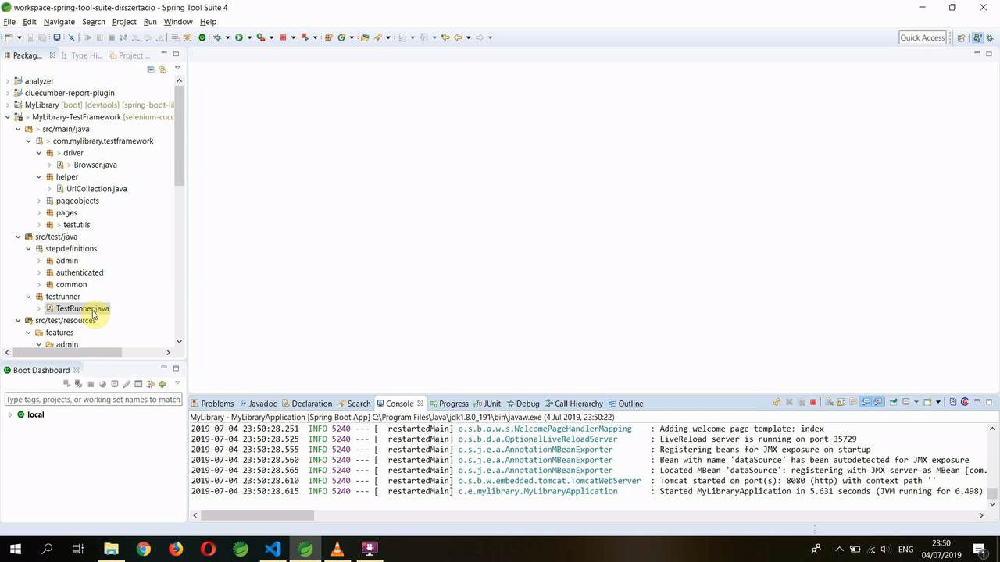 workspace-spring-tool-suite-disszertacio - Spring Tool Suite 4
File Edit Navigate Search Project Run Window Help
Quick Access
Packag... Type Hi... Project ...
analyzer
cluecumber-report-plugin
MyLibrary [boot] [devtools] [spring-boot-li
> MyLibrary-TestFramework [selenium-cucu
> src/main/java
> com.mylibrary.testframework
> driver
> Browser.java
helper
UrlCollection.java
pageobjects
pages
> testutils
src/test/java
stepdefinitions
admin
authenticated
common
testrunner
TestRunner.java
src/test/resources
features
admin
Boot Dashboard
Type tags, projects, or working set names to match
local
Problems Javadoc Declaration Search Console Progress JUnit Debug Call Hierarchy Outline
MyLibrary - MyLibraryApplication [Spring Boot App] C:\Program Files\Java\jdk1.8.0_191\bin\javaw.exe (4 Jul 2019, 23:50:22)
2019-07-04 23:50:28.251 INFO 5240 --- [ restartedMain] o.s.b.a.w.s.WelcomePageHandlerMapping : Adding welcome page template: index
2019-07-04 23:50:28.525 INFO 5240 --- [ restartedMain] o.s.b.d.a.OptionalLiveReloadServer : LiveReload server is running on port 35729
2019-07-04 23:50:28.555 INFO 5240 --- [ restartedMain] o.s.j.e.a.AnnotationMBeanExporter : Registering beans for JMX exposure on startup
2019-07-04 23:50:28.560 INFO 5240 --- [ restartedMain] o.s.j.e.a.AnnotationMBeanExporter : Bean with name 'dataSource' has been autodetected for JMX exposure
2019-07-04 23:50:28.565 INFO 5240 --- [ restartedMain] o.s.j.e.a.AnnotationMBeanExporter : Located MBean 'dataSource': registering with JMX server as MBean [com.
2019-07-04 23:50:28.610 INFO 5240 --- [ restartedMain] o.s.b.w.embedded.tomcat.TomcatWebServer : Tomcat started on port(s): 8080 (http) with context path ''
2019-07-04 23:50:28.615 INFO 5240 --- [ restartedMain] c.e.mylibrary.MyLibraryApplication : Started MyLibraryApplication in 5.631 seconds (JVM running for 6.498)
ENG
23:50
04/07/2019